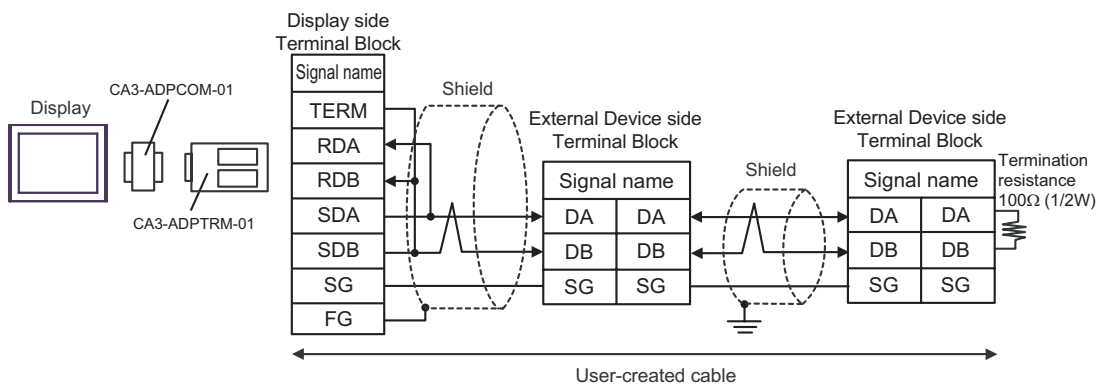 Display
CA3-ADPCOM-01
CA3-ADPTRM-01
Display side
Terminal Block
Signal name
TERM
RDA
RDB
SDA
SDB
SG
FG
Shield
External Device side
Terminal Block
Signal name
DA DA
DB DB
SG SG
Shield
External Device side
Terminal Block
Signal name
DA DA
DB DB
SG SG
Termination
resistance
100Ω (1/2W)
User-created cable